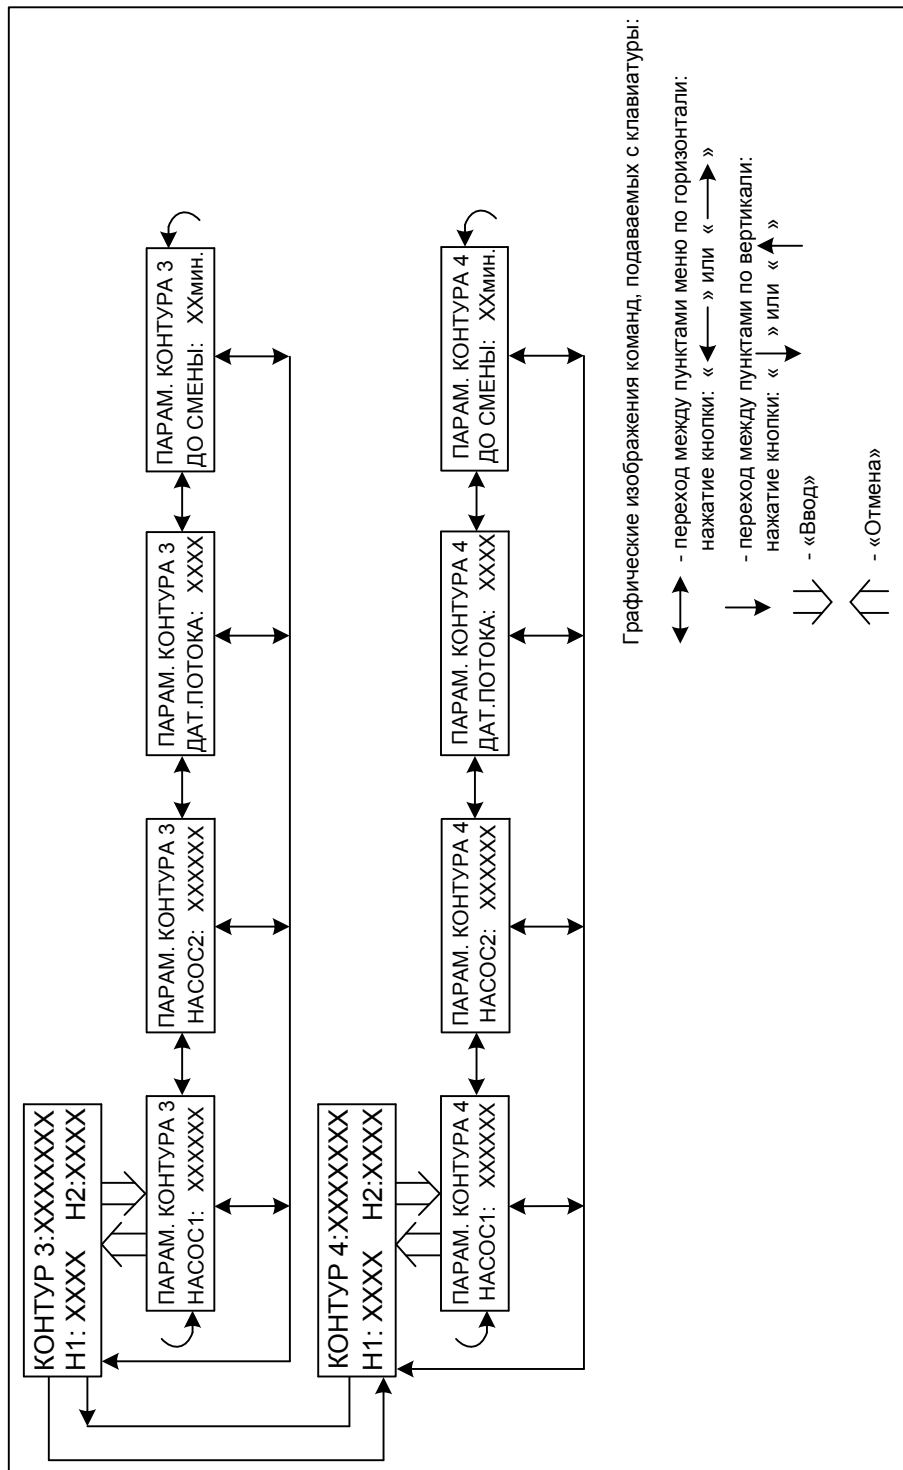 КОНТУР 3:XXXXXXX
Н1: XXXX Н2:XXXX
ПАРАМ. КОНТУРА 3
НАСОС1: XXXXXX
ПАРАМ. КОНТУРА 3
НАСОС2: XXXXXX
ПАРАМ. КОНТУРА 3
ДАТ.ПОТОКА: XXXX
ПАРАМ. КОНТУРА 3
ДО СМЕНЫ: XXмин.
КОНТУР 4:XXXXXXX
Н1: XXXX Н2:XXXX
ПАРАМ. КОНТУРА 4
НАСОС1: XXXXXX
ПАРАМ. КОНТУРА 4
НАСОС2: XXXXXX
ПАРАМ. КОНТУРА 4
ДАТ.ПОТОКА: XXXX
ПАРАМ. КОНТУРА 4
ДО СМЕНЫ: XXмин.
Графические изображения команд, подаваемых с клавиатуры:
- переход между пунктами меню по горизонтали:
нажатие кнопки: « » или « »
- переход между пунктами по вертикали:
нажатие кнопки: « » или « »
- «Ввод»
- «Отмена»